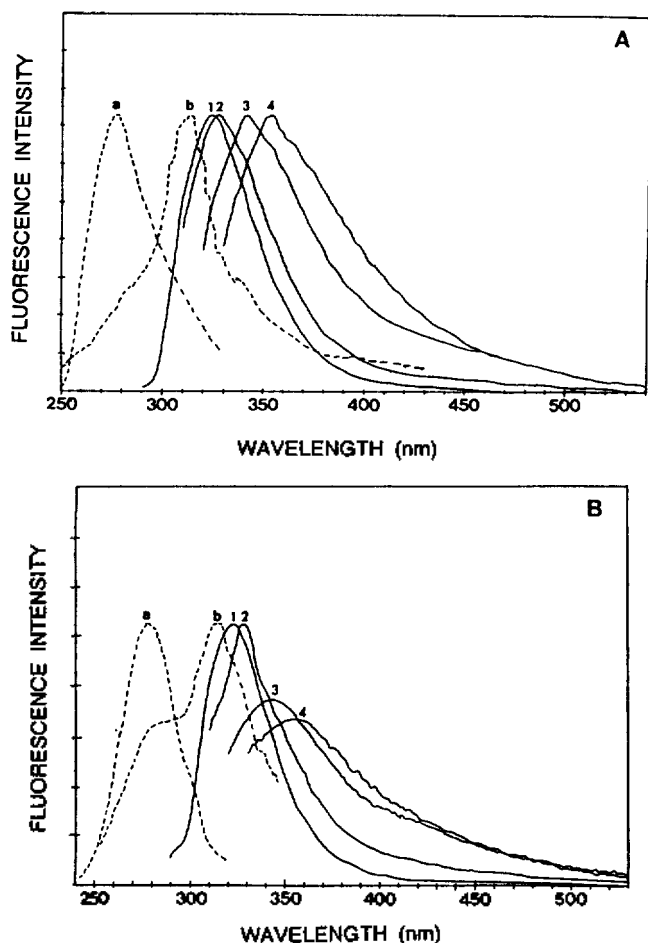 A
a b 1 2 3 4
FLUORESCENCE INTENSITY
250 300 350 400 450 500
WAVELENGTH (nm)
B
a b 1 2
3
4
FLUORESCENCE INTENSITY
250 300 350 400 450 500
WAVELENGTH (nm)